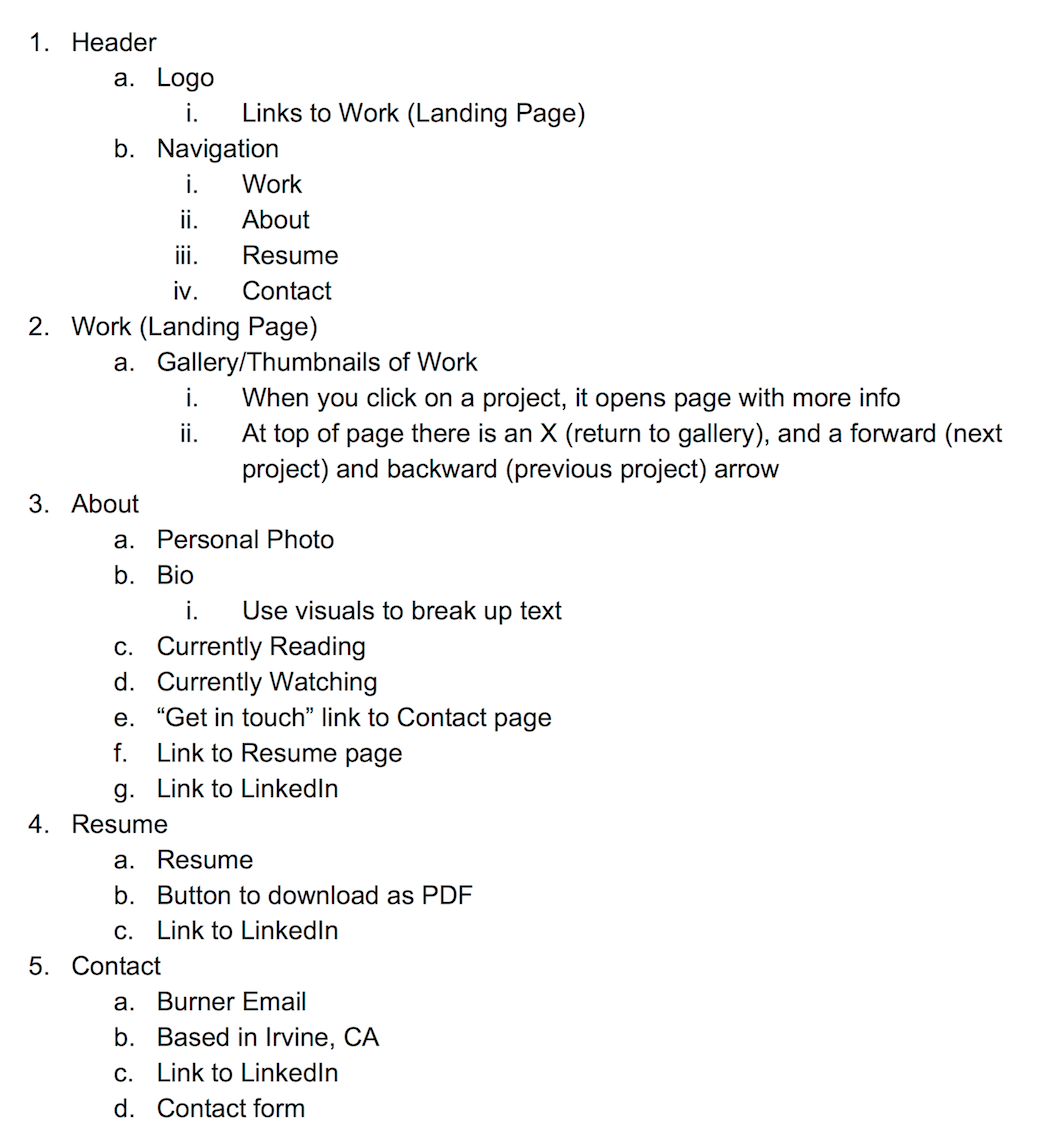 1. Header
a. Logo
i. Links to Work (Landing Page)
b. Navigation
i. Work
ii. About
iii. Resume
iv. Contact
2. Work (Landing Page)
a. Gallery/Thumbnails of Work
i. When you click on a project, it opens page with more info
ii. At top of page there is an X (return to gallery), and a forward (next
project) and backward (previous project) arrow
3. About
a. Personal Photo
b. Bio
i. Use visuals to break up text
c. Currently Reading
d. Currently Watching
e. “Get in touch” link to Contact page
f. Link to Resume page
g. Link to LinkedIn
4. Resume
a. Resume
b. Button to download as PDF
c. Link to LinkedIn
5. Contact
a. Burner Email
b. Based in Irvine, CA
c. Link to LinkedIn
d. Contact form